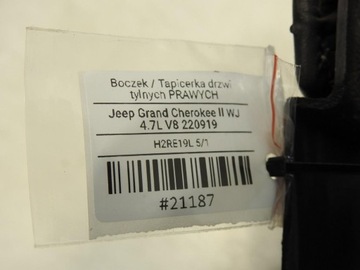 Boczek / Tapicerka drzwi
tylnych PRAWYCH
Jeep Grand Cherokee II WJ
4.7L V8 220919
H2RE19L 5/1
#21187